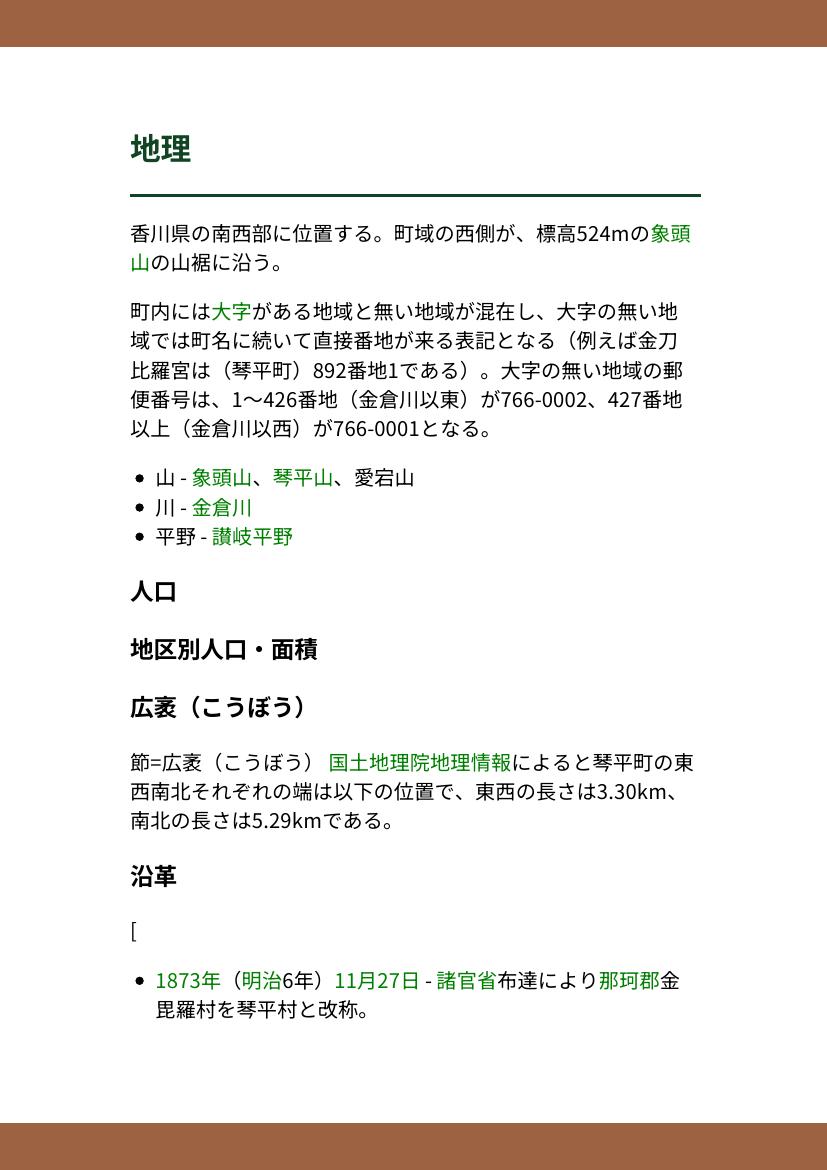 地理
香川県の南西部に位置する。町域の西側が、標高524mの象頭
山の山裾に沿う。
町内には大字がある地域と無い地域が混在し、大字の無い地
域では町名に続いて直接番地が来る表記となる（例えば金刀
比羅宮は（琴平町）892番地1である）。大字の無い地域の郵
便番号は、1〜426番地（金倉川以東）が766-0002、427番地
以上（金倉川以西）が766-0001となる。
• 山 - 象頭山、琴平山、愛宕山
• 川 - 金倉川
• 平野 - 讃岐平野
人口
地区別人口・面積
広袤（こうぼう）
節=広袤（こうぼう） 国土地理院地理情報によると琴平町の東
西南北それぞれの端は以下の位置で、東西の長さは3.30km、
南北の長さは5.29kmである。
沿革
[
• 1873年（明治6年）11月27日 - 諸官省布達により那珂郡金
毘羅村を琴平村と改称。